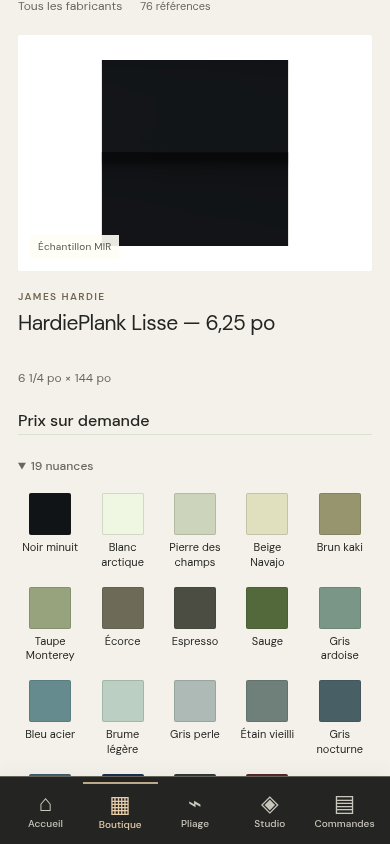 Tous les fabricants 76 références
Échantillon MIR
JAMES HARDIE
HardiePlank Lisse — 6,25 po
6 1/4 po × 144 po
Prix sur demande
▼ 19 nuances
Noir minuit
Blanc arctique
Pierre des champs
Beige Navajo
Brun kaki
Taupe Monterey
Écorce
Espresso
Sauge
Gris ardoise
Bleu acier
Brume légère
Gris perle
Étain vieilli
Gris nocturne
Accueil
Boutique
Pliage
Studio
Commandes